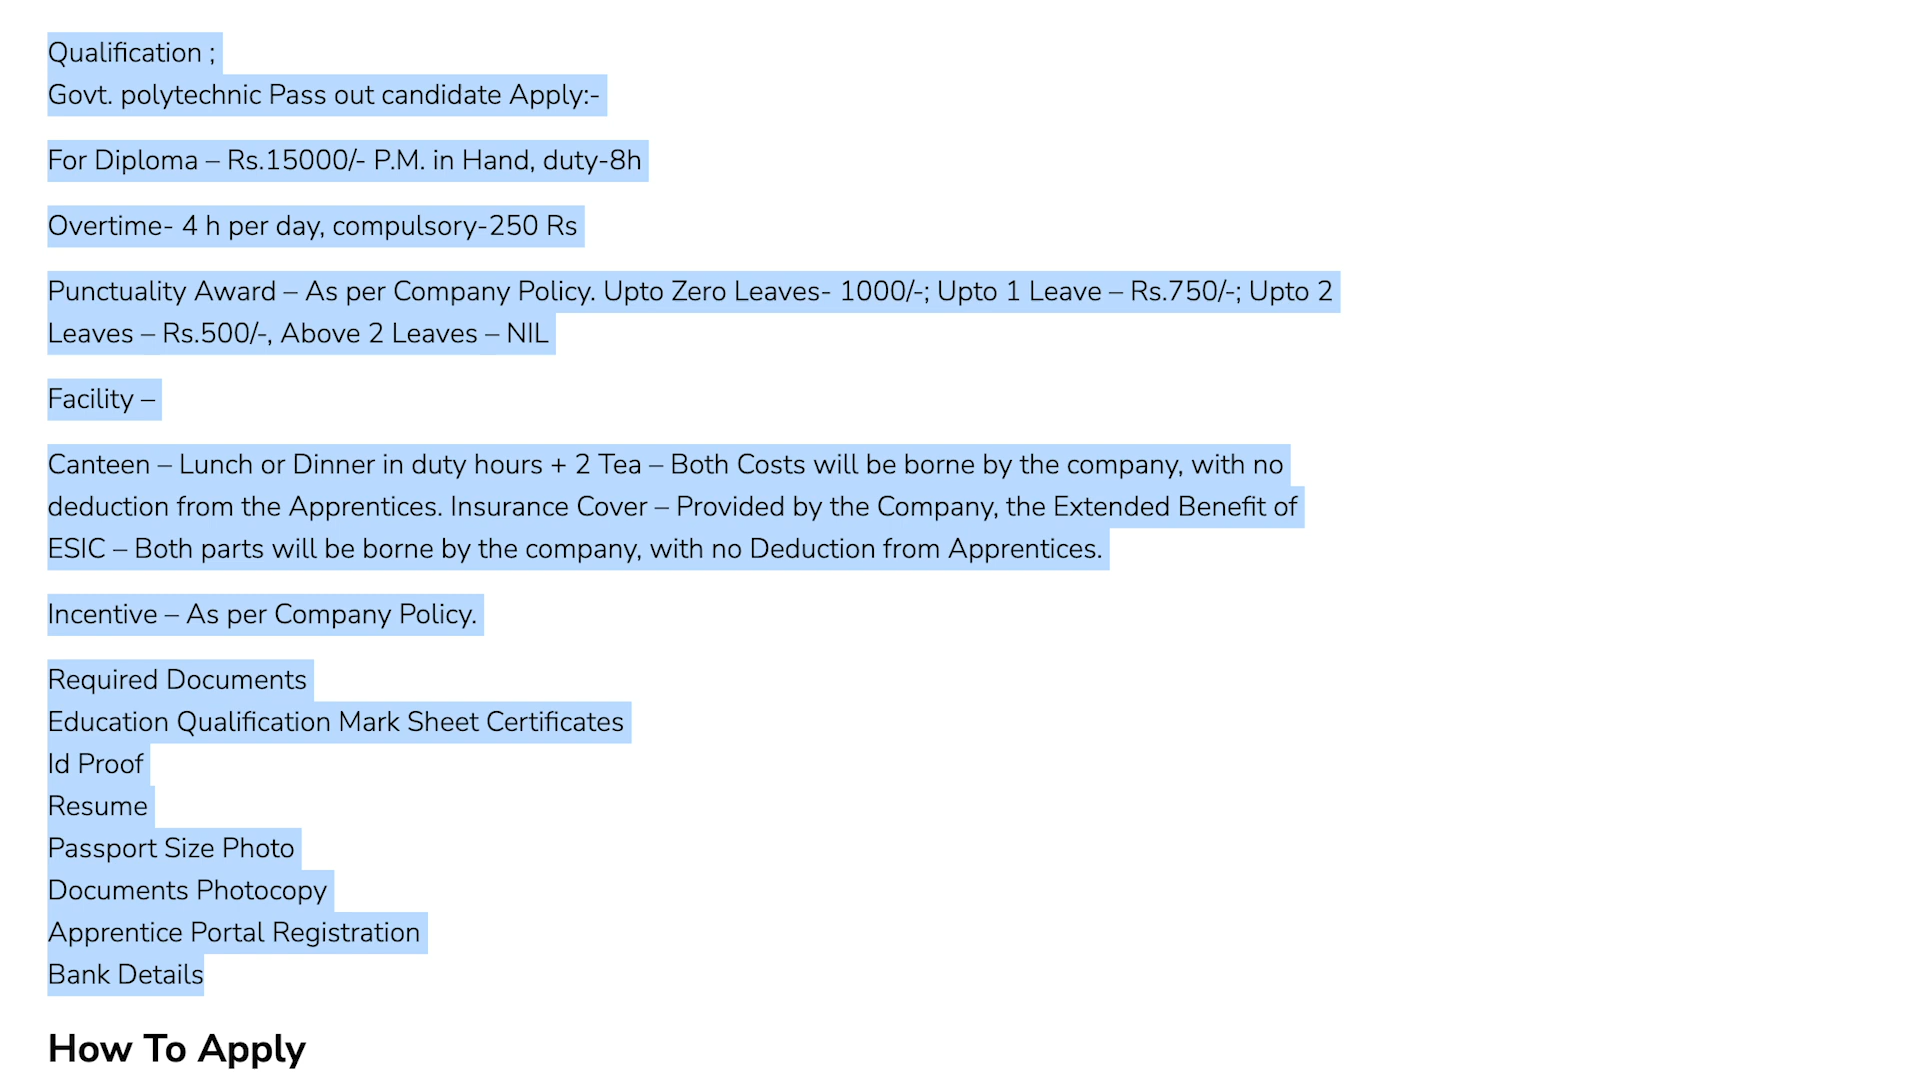 Qualification ;
Govt. polytechnic Pass out candidate Apply:-
For Diploma – Rs.15000/- P.M. in Hand, duty-8h
Overtime- 4 h per day, compulsory-250 Rs
Punctuality Award – As per Company Policy. Upto Zero Leaves- 1000/-; Upto 1 Leave – Rs.750/-; Upto 2
Leaves – Rs.500/-, Above 2 Leaves – NIL
Facility –
Canteen – Lunch or Dinner in duty hours + 2 Tea – Both Costs will be borne by the company, with no
deduction from the Apprentices. Insurance Cover – Provided by the Company, the Extended Benefit of
ESIC – Both parts will be borne by the company, with no Deduction from Apprentices.
Incentive – As per Company Policy.
Required Documents
Education Qualification Mark Sheet Certificates
Id Proof
Resume
Passport Size Photo
Documents Photocopy
Apprentice Portal Registration
Bank Details
How To Apply